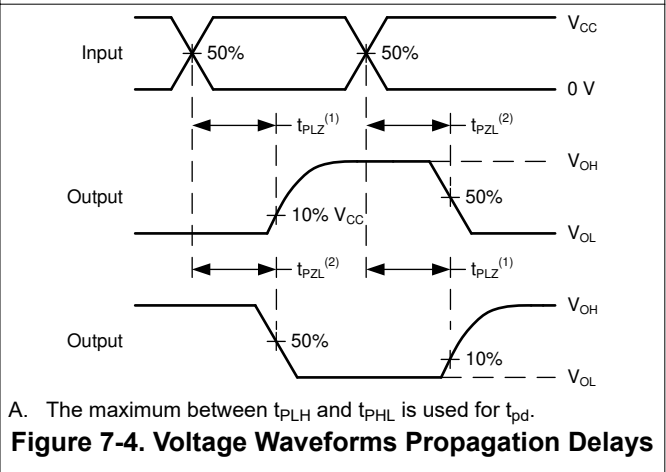 V_CC
Input
50%
50%
0 V
t_PLZ^(1)
t_PZL^(2)
V_OH
Output
50%
10% V_CC
V_OL
t_PZL^(2)
t_PLZ^(1)
V_OH
Output
50%
10%
V_OL
A. The maximum between t_PLH and t_PHL is used for t_pd.
Figure 7-4. Voltage Waveforms Propagation Delays